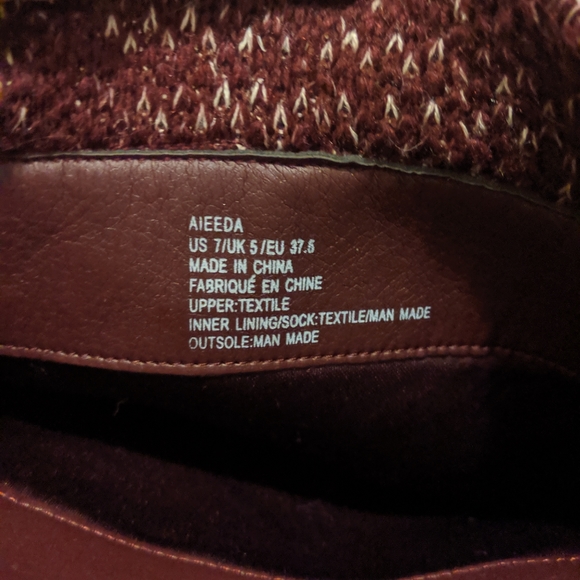 AIEEDA
US 7/UK 5/EU 37.5
MADE IN CHINA
FABRIQUÉ EN CHINE
UPPER:TEXTILE
INNER LINING/SOCK:TEXTILE/MAN MADE
OUTSOLE:MAN MADE